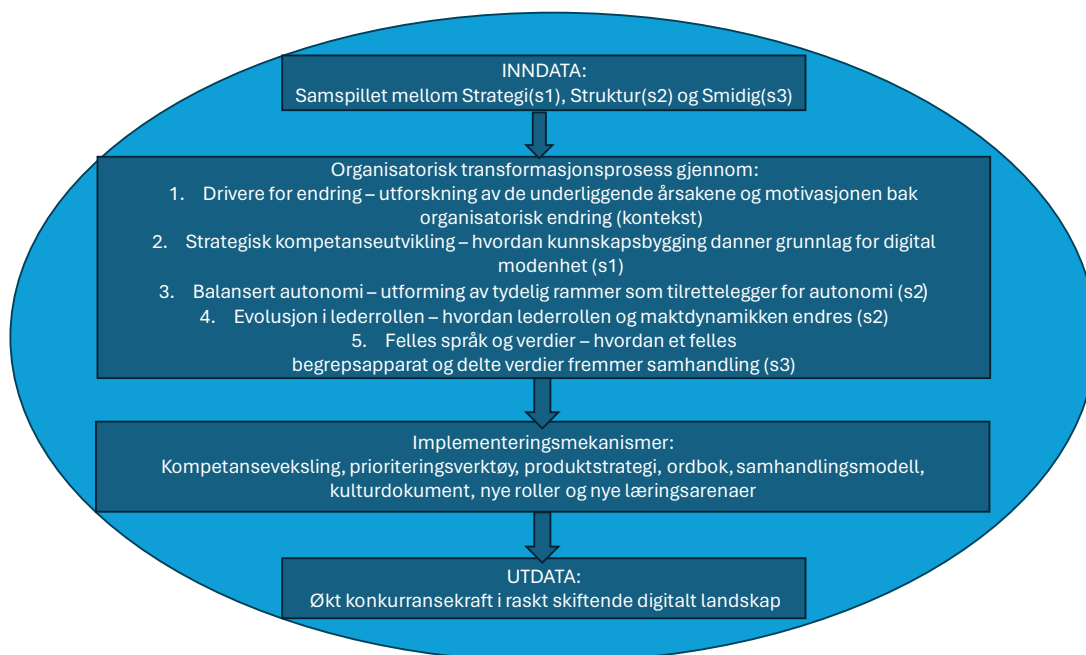 INNDATA:
Samspillet mellom Strategi(s1), Struktur(s2) og Smidig(s3)
Organisatorisk transformasjonsprosess gjennom:
1. Drivere for endring – utforskning av de underliggende årsakene og motivasjonen bak
organisatorisk endring (kontekst)
2. Strategisk kompetanseutvikling – hvordan kunnskapsbygging danner grunnlag for digital
modenhet (s1)
3. Balansert autonomi – utforming av tydelig rammer som tilrettelegger for autonomi (s2)
4. Evolusjon i lederrollen – hvordan lederrollen og maktdynamikken endres (s2)
5. Felles språk og verdier – hvordan et felles
begrepsapparat og delte verdier fremmer samhandling (s3)
Implementeringsmekanismer:
Kompetanseveksling, prioriteringsverktøy, produktstrategi, ordbok, samhandlingsmodell,
kulturdokument, nye roller og nye læringsarenaer
UTDATA:
Økt konkurransekraft i raskt skiftende digitalt landskap